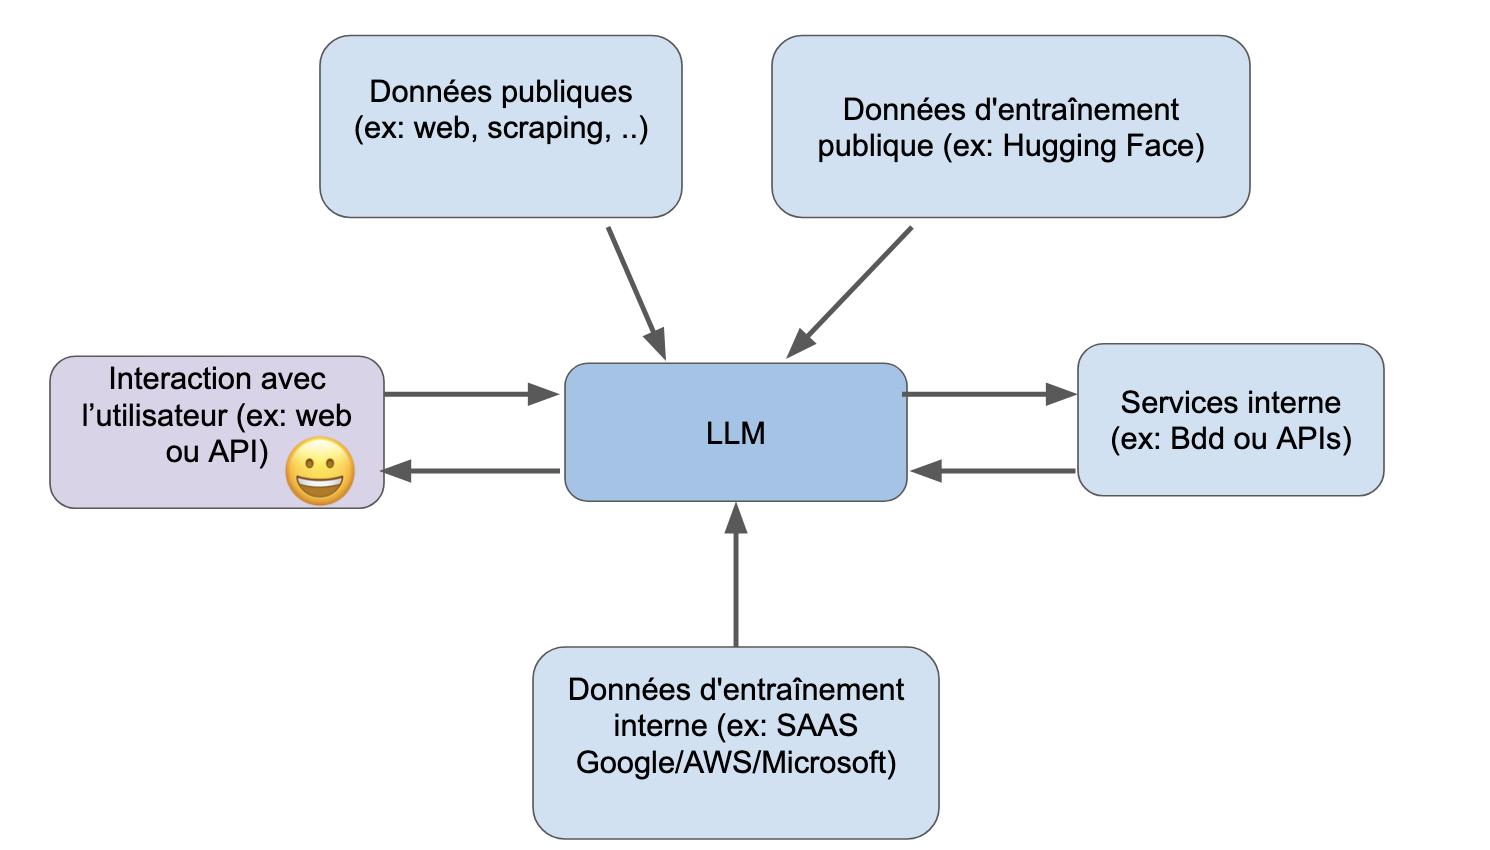 Données publiques
(ex: web, scraping, ..)
Données d'entraînement
publique (ex: Hugging Face)
Interaction avec
l’utilisateur (ex: web
ou API)
LLM
Services interne
(ex: Bdd ou APIs)
Données d'entraînement
interne (ex: SAAS
Google/AWS/Microsoft)